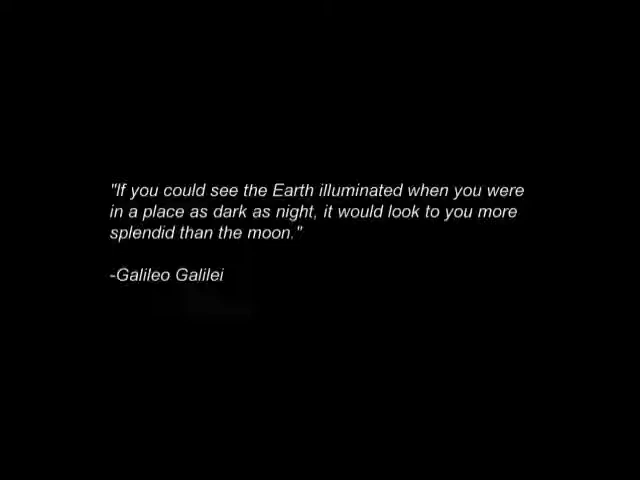 "If you could see the Earth illuminated when you were
in a place as dark as night, it would look to you more
splendid than the moon."
-Galileo Galilei